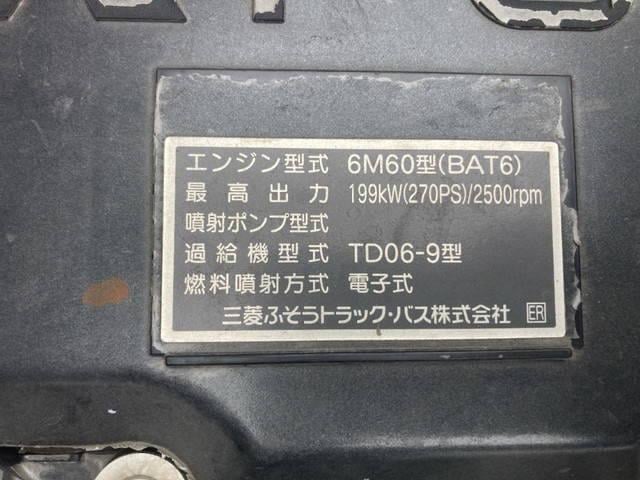 エンジン型式 6M60型(BAT6)
最高出力 199kW(270PS)/2500rpm
噴射ポンプ型式
過給機型式 TD06-9型
燃料噴射方式 電子式
三菱ふそうトラック・バス株式会社 ER